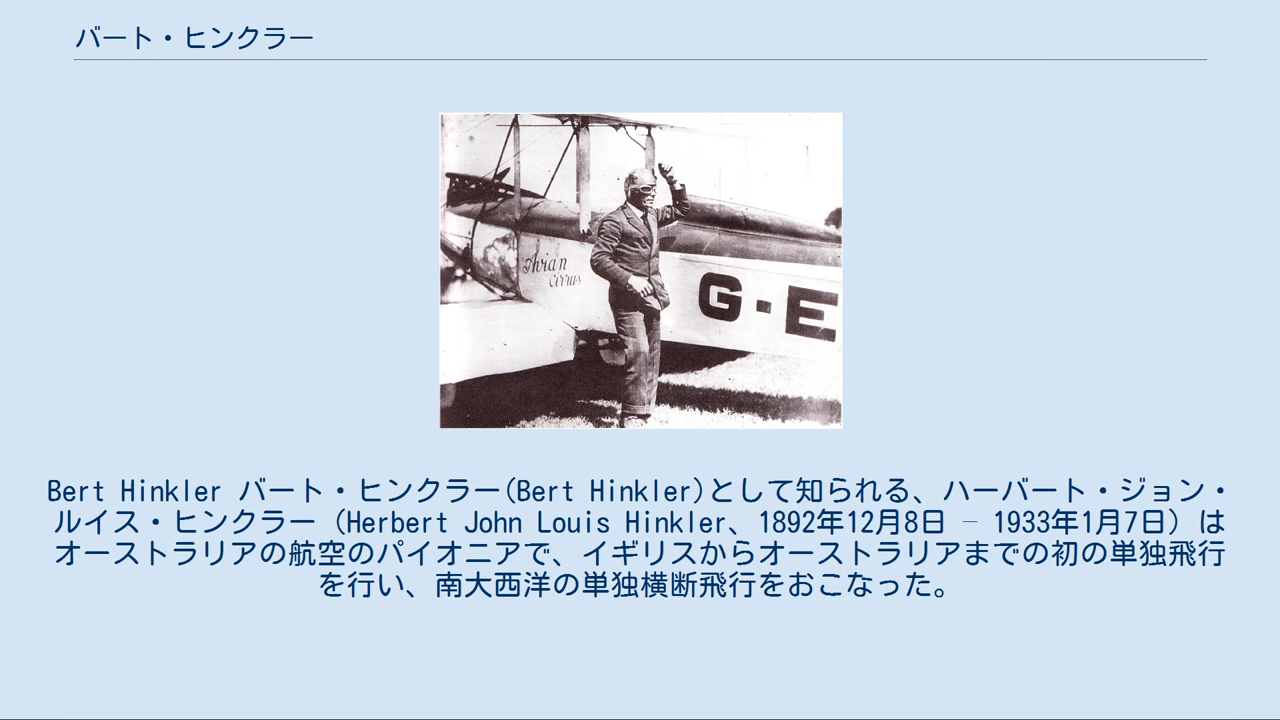 バート・ヒンクラー
Avian
Cirrus
G-E
Bert Hinkler バート・ヒンクラー(Bert Hinkler)として知られる、ハーバート・ジョン・
ルイス・ヒンクラー (Herbert John Louis Hinkler、1892年12月8日 – 1933年1月7日) は
オーストラリアの航空のパイオニアで、イギリスからオーストラリアまでの初の単独飛行
を行い、南大西洋の単独横断飛行をおこなった。